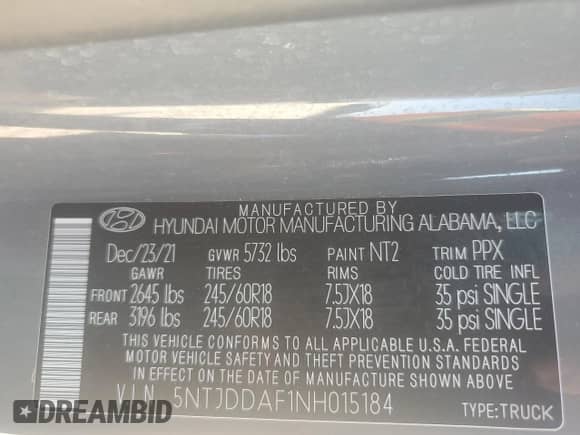 MANUFACTURED BY
HYUNDAI MOTOR MANUFACTURING ALABAMA, LLC
Dec/23/21 GVWR 5732 lbs PAINT NT2 TRIM PPX
GAWR TIRES RIMS COLD TIRE INFL
FRONT 2645 lbs 245/60R18 7.5JX18 35 psi SINGLE
REAR 3196 lbs 245/60R18 7.5JX18 35 psi SINGLE
THIS VEHICLE CONFORMS TO ALL APPLICABLE U.S.A. FEDERAL
MOTOR VEHICLE SAFETY AND THEFT PREVENTION STANDARDS
IN EFFECT ON THE DATE OF MANUFACTURE SHOWN ABOVE.
V.I.N. 5NTJDDAF1NH015184 TYPE:TRUCK
DREAMBID